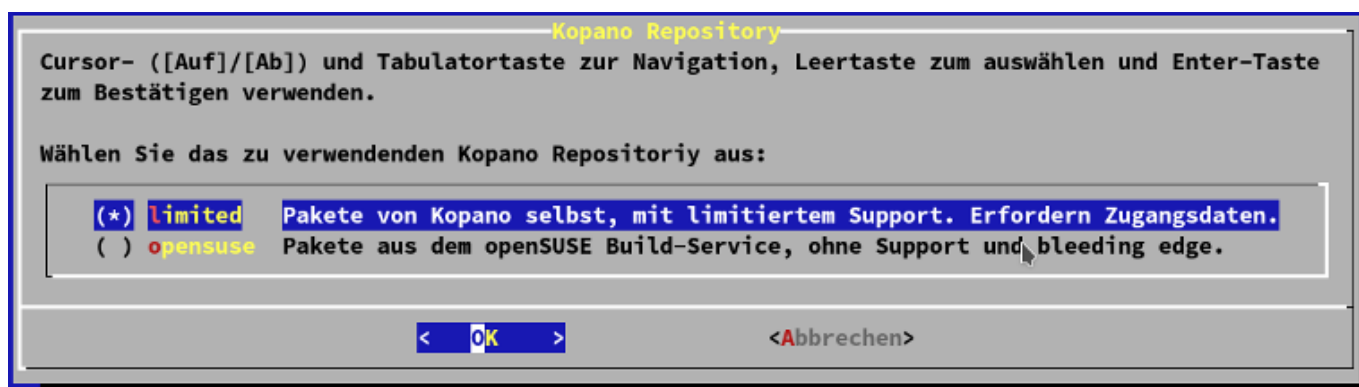 Kopano Repository
Cursor- ([Auf]/[Ab]) und Tabulatortaste zur Navigation, Leertaste zum auswählen und Enter-Taste
zum Bestätigen verwenden.
Wählen Sie das zu verwendenden Kopano Repositoriy aus:
(*) limited Pakete von Kopano selbst, mit limitiertem Support. Erfordern Zugangsdaten.
( ) opensuse Pakete aus dem openSUSE Build-Service, ohne Support und bleeding edge.
< OK > <Abbrechen>